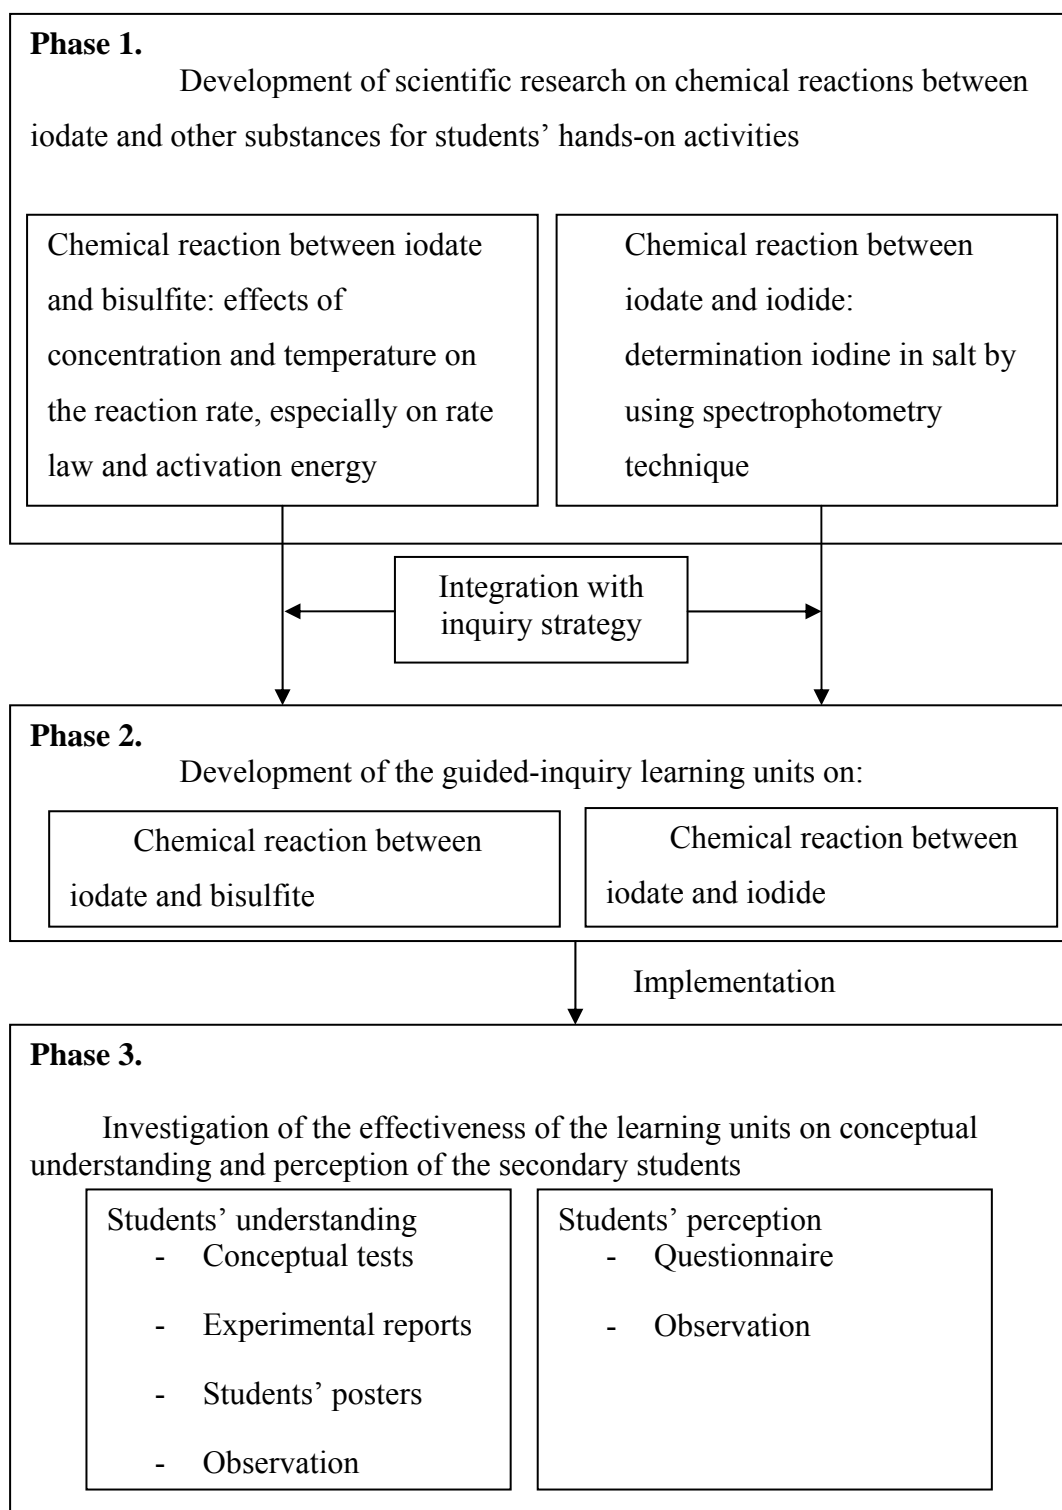 Phase 1.
Development of scientific research on chemical reactions between
iodate and other substances for students’ hands-on activities
Chemical reaction between iodate
and bisulfite: effects of
concentration and temperature on
the reaction rate, especially on rate
law and activation energy
Chemical reaction between
iodate and iodide:
determination iodine in salt by
using spectrophotometry
technique
Integration with
inquiry strategy
Phase 2.
Development of the guided-inquiry learning units on:
Chemical reaction between
iodate and bisulfite
Chemical reaction between
iodate and iodide
Implementation
Phase 3.
Investigation of the effectiveness of the learning units on conceptual
understanding and perception of the secondary students
Students’ understanding
- Conceptual tests
- Experimental reports
- Students’ posters
- Observation
Students’ perception
- Questionnaire
- Observation